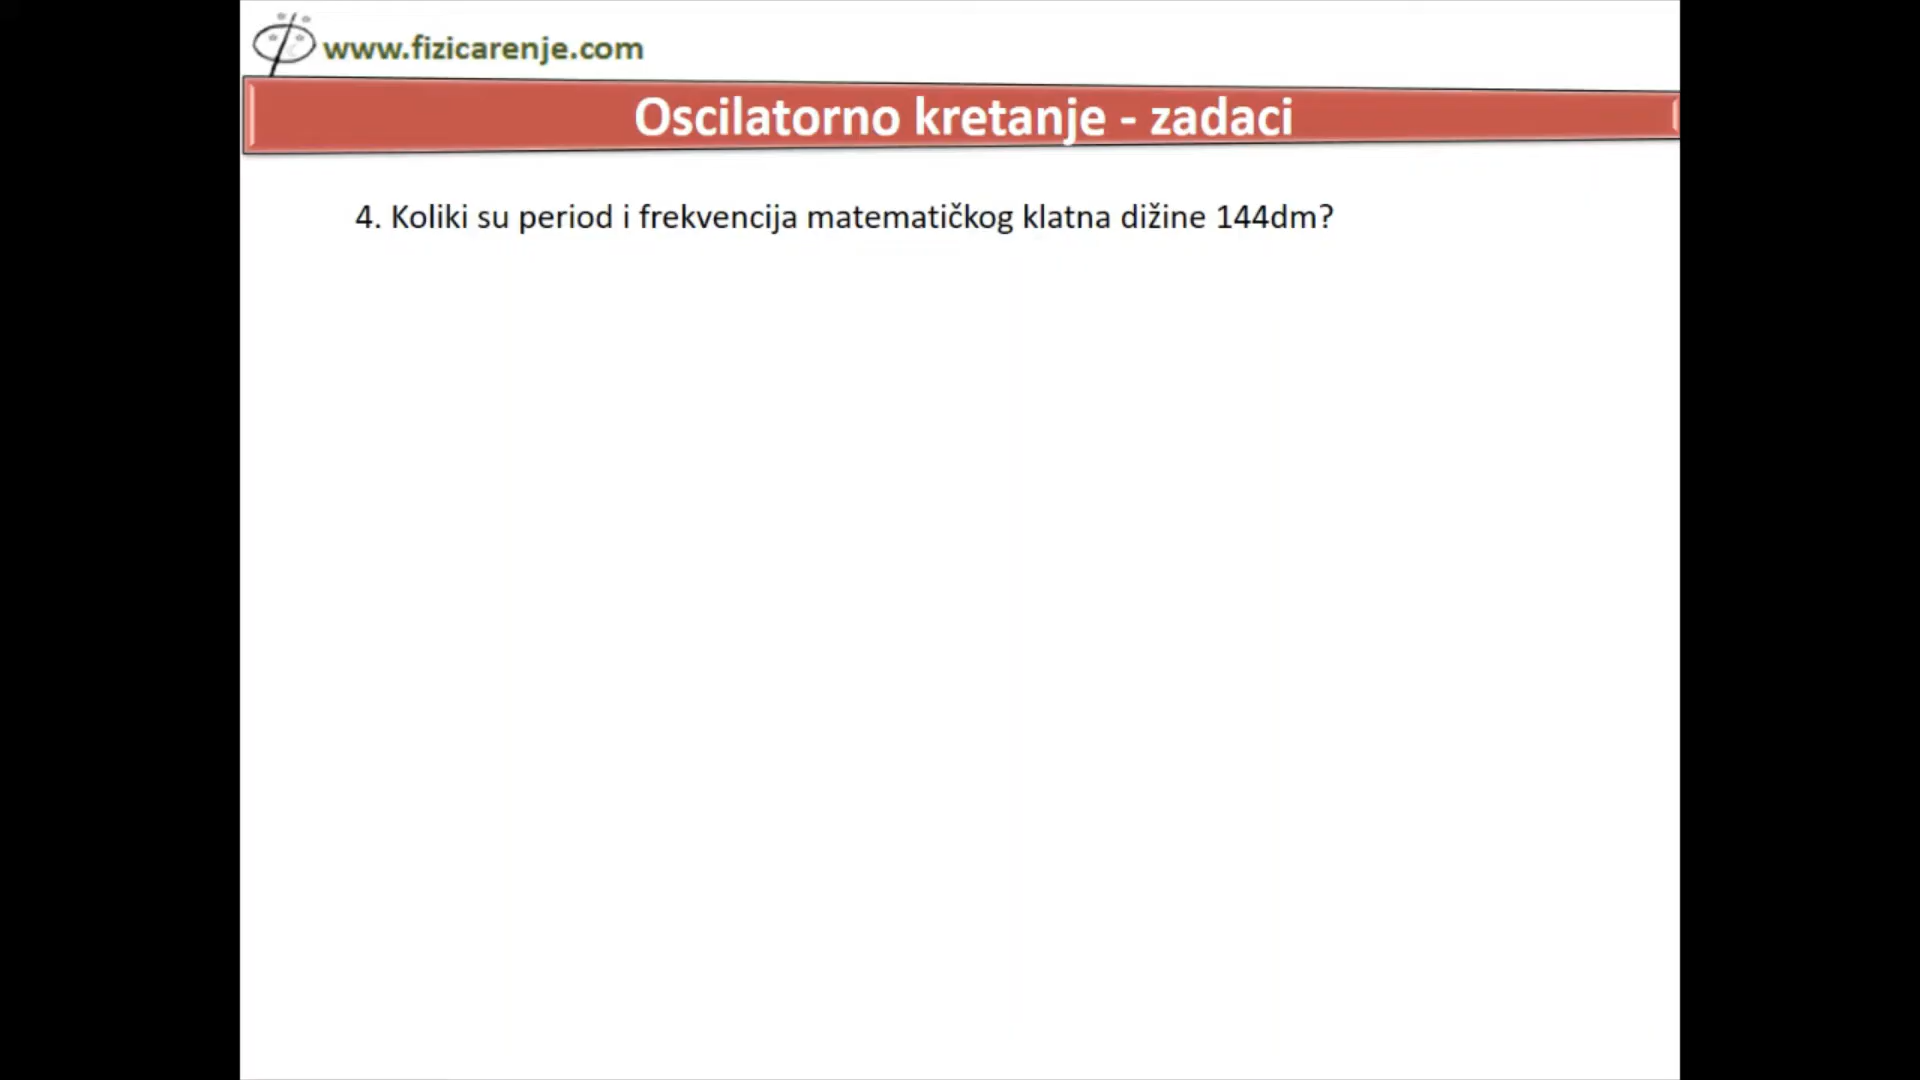 www.fizicarenje.com
Oscilatorno kretanje - zadaci
4. Koliki su period i frekvencija matematičkog klatna dižine 144dm?